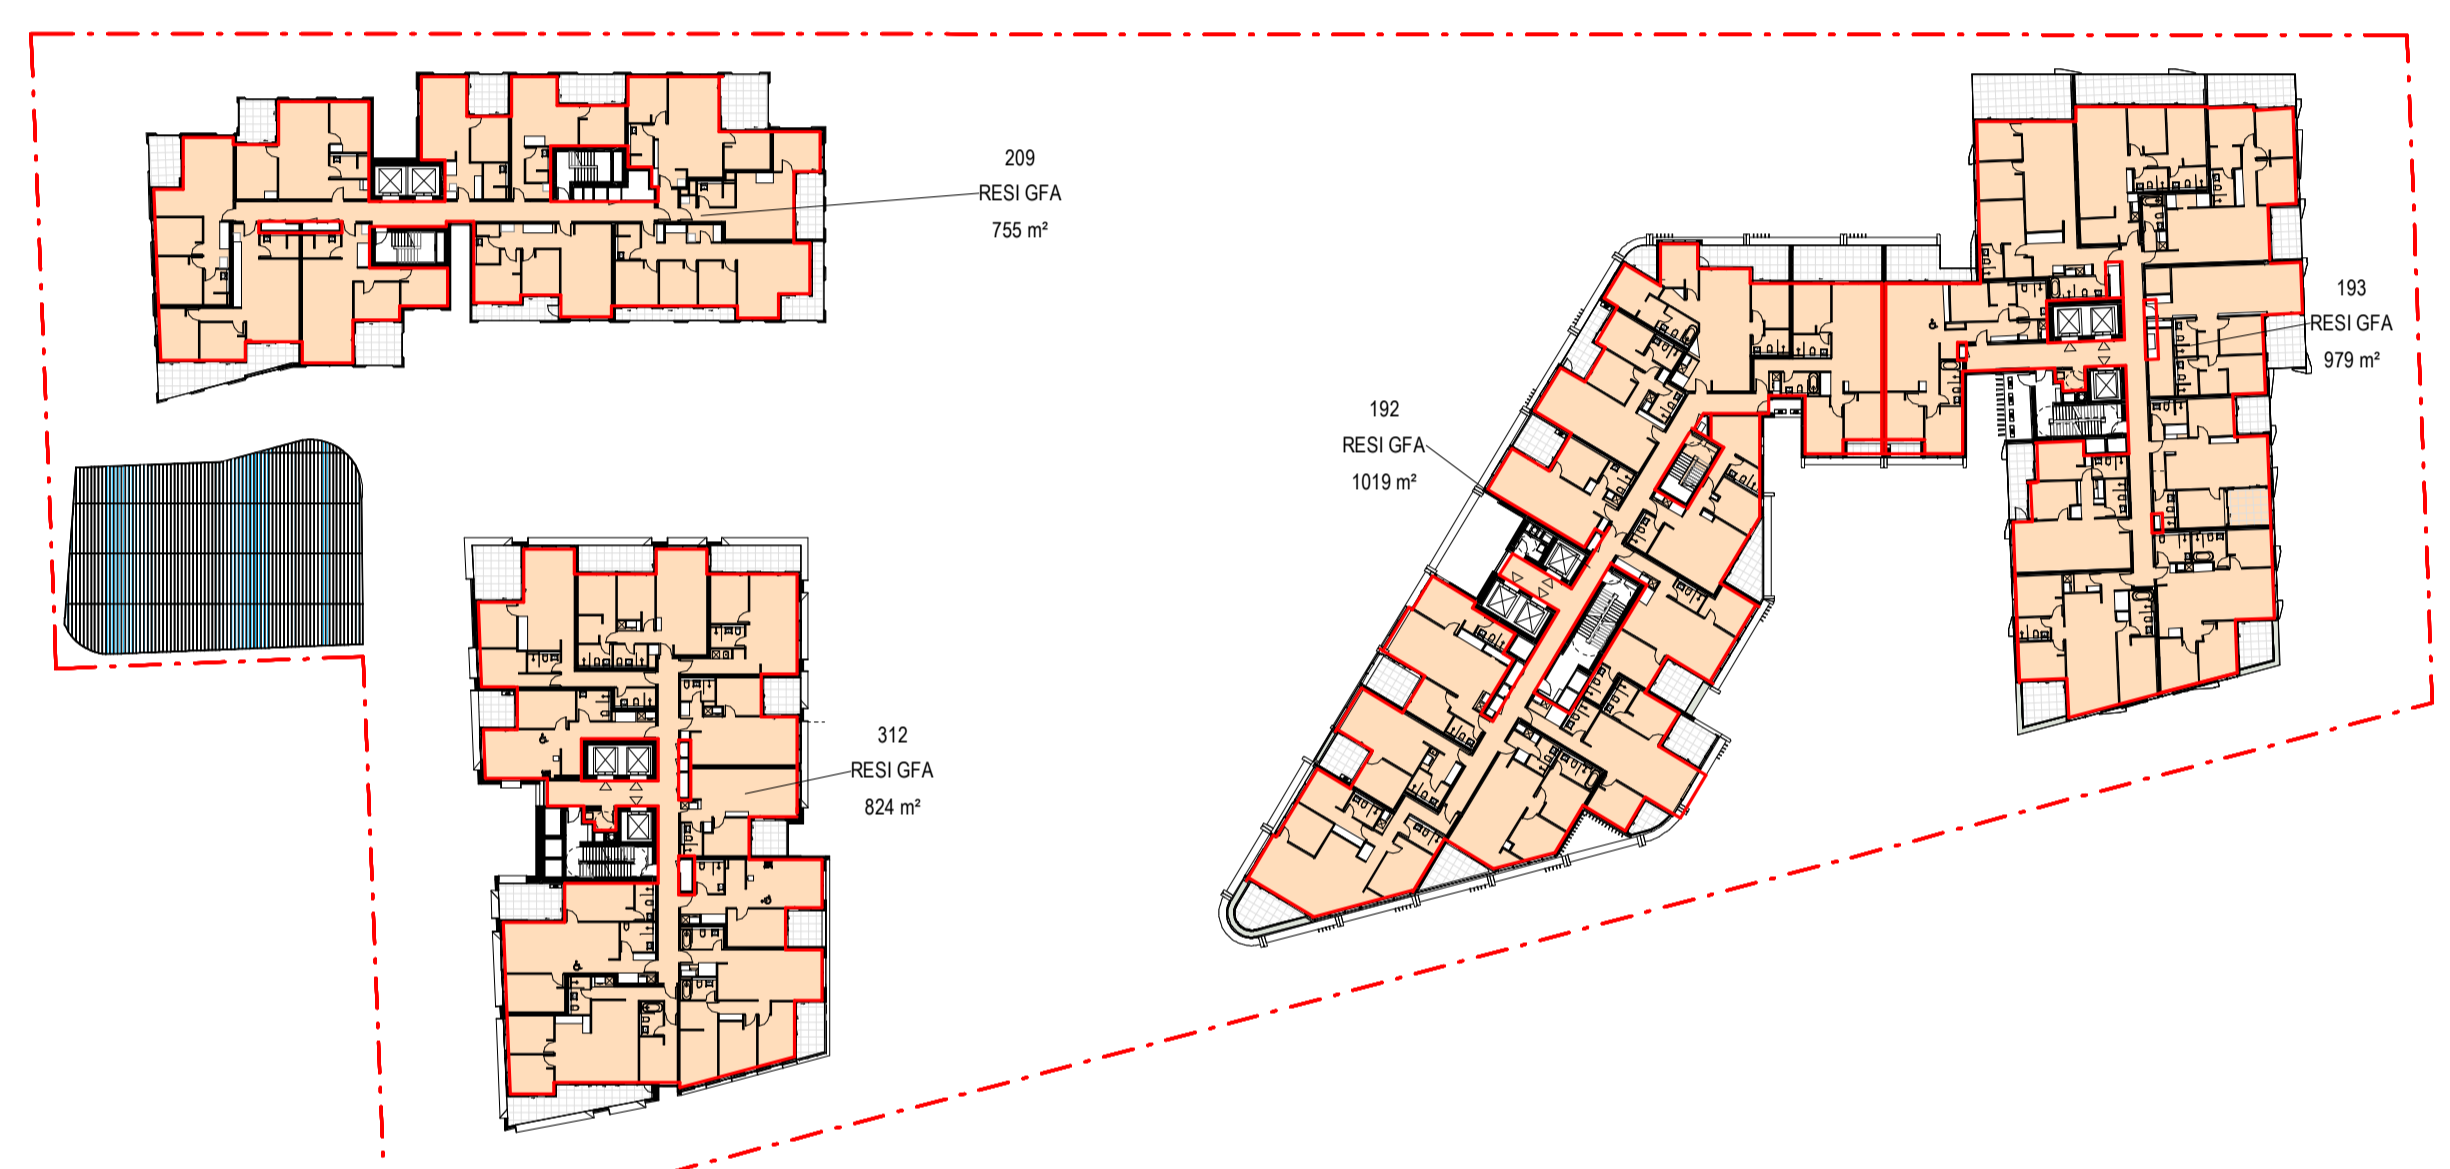 209
RESI GFA
755 m²
193
RESI GFA
979 m²
192
RESI GFA
1019 m²
312
RESI GFA
824 m²